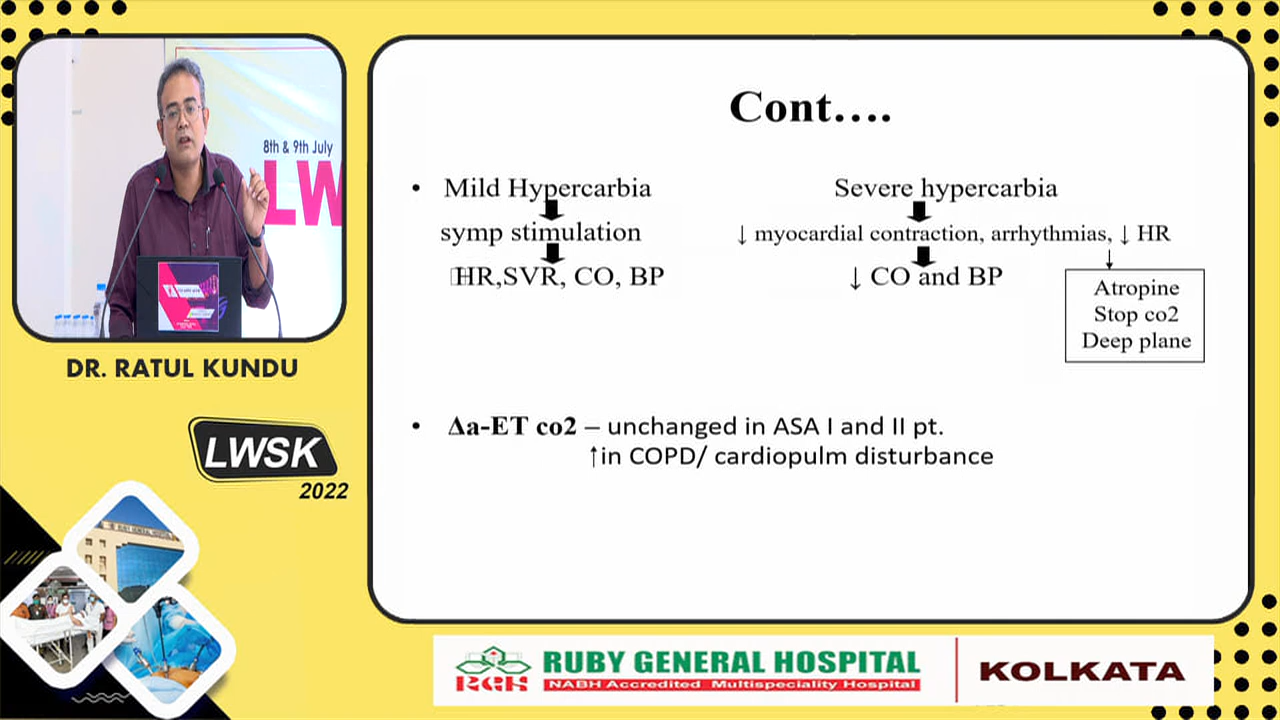 8th & 9th July
LW
DR. RATUL KUNDU
LWSK
2022
Cont....
• Mild Hypercarbia
symp stimulation
HR,SVR, CO, BP
Severe hypercarbia
↓ myocardial contraction, arrhythmias, ↓ HR
↓ CO and BP
Atropine
Stop co2
Deep plane
• Δa-ET co2 – unchanged in ASA I and II pt.
↑in COPD/ cardiopulm disturbance
RUBY GENERAL HOSPITAL
RGH
NABH Accredited Multispeciality Hospital
KOLKATA